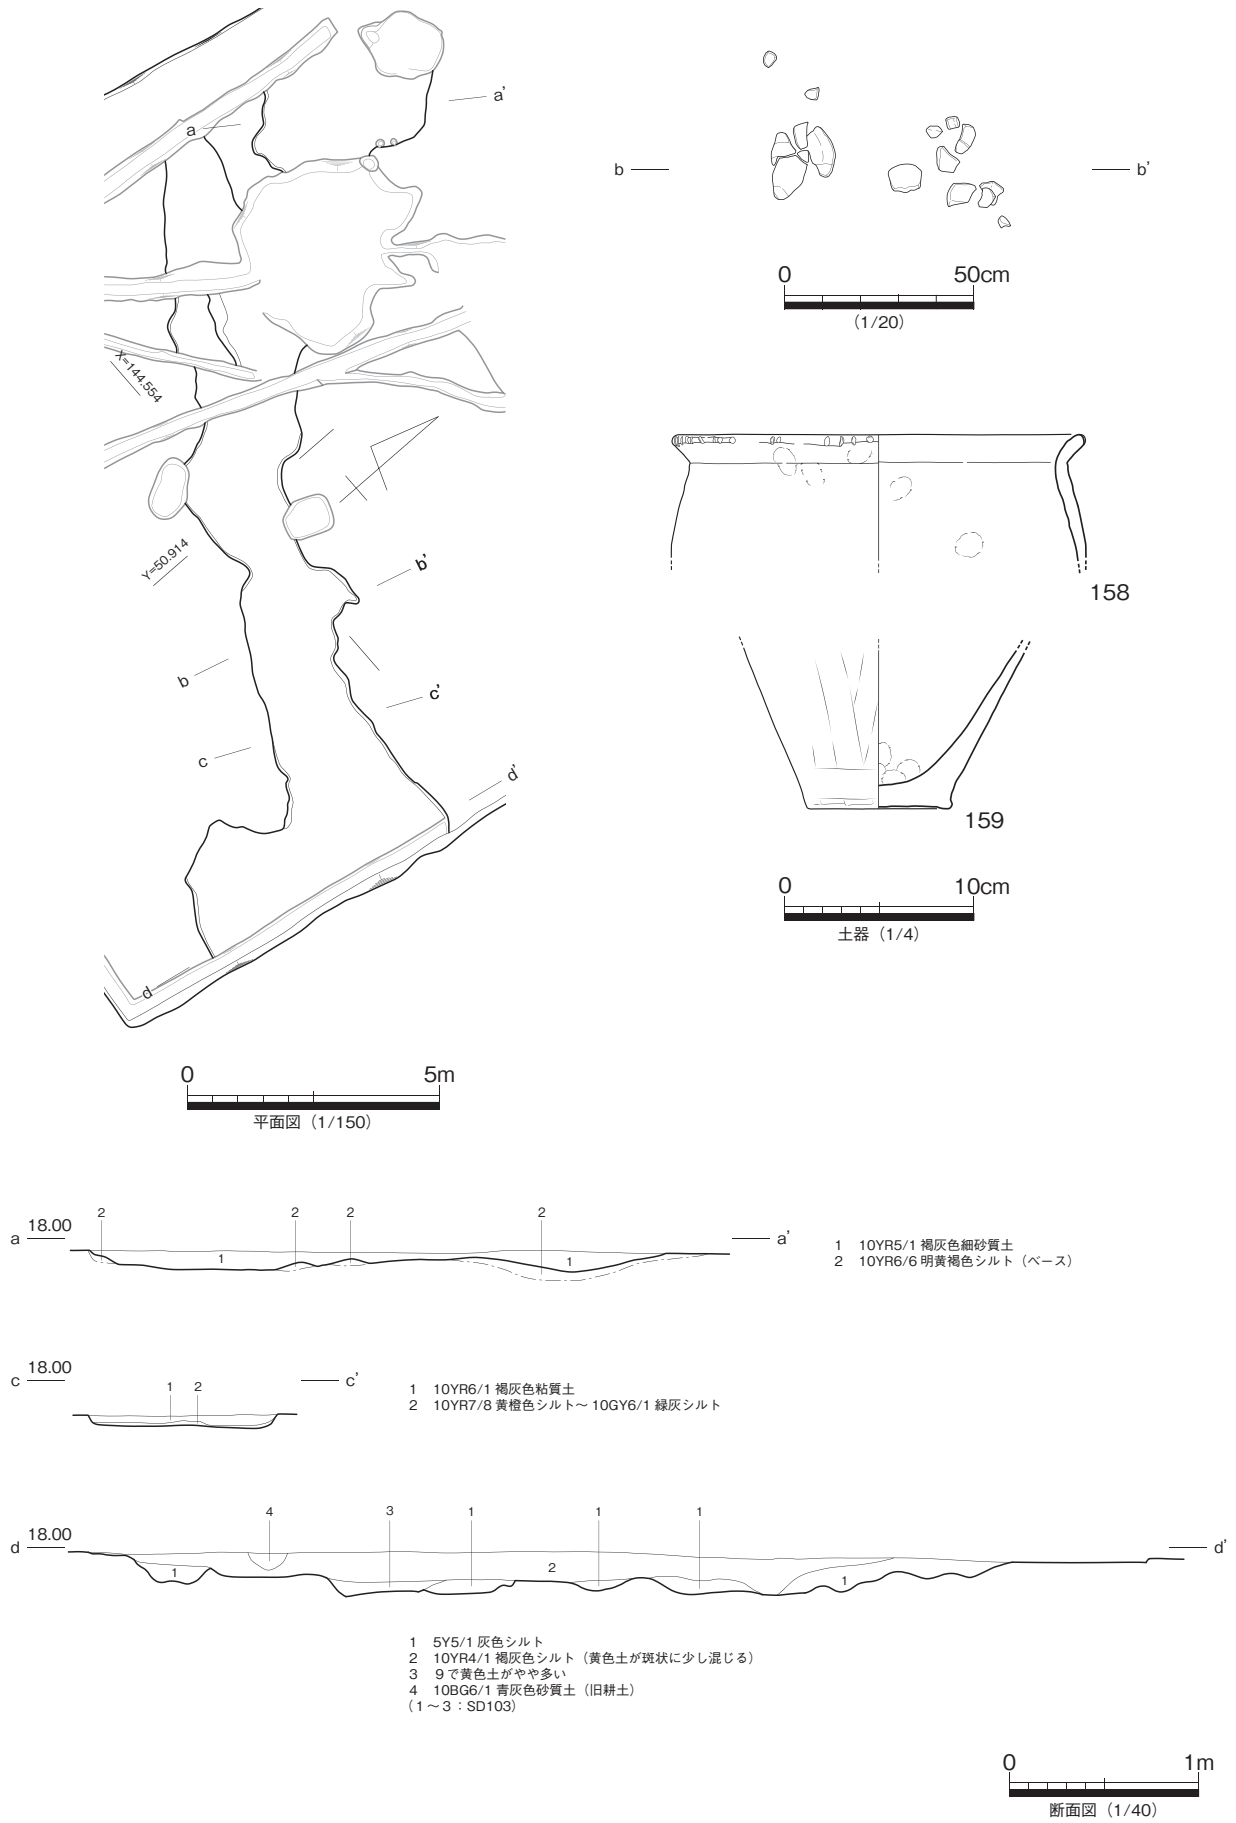 a a'
X=144.554
Y=50.914
b'
b
c'
c
d'
d
0 5m
平面図（1/150）
b b'
0 50cm
（1/20）
158
159
0 10cm
土器（1/4）
a 18.00 2 2 2 2 a'
1 1
1 10YR5/1 褐灰色細砂質土
2 10YR6/6 明黄褐色シルト（ベース）
c 18.00 1 2 c'
1 10YR6/1 褐灰色粘質土
2 10YR7/8 黄橙色シルト～ 10GY6/1 緑灰シルト
d 18.00 4 3 1 1 1 d'
1 2 1
1 5Y5/1 灰色シルト
2 10YR4/1 褐灰色シルト（黄色土が斑状に少し混じる）
3 ９で黄色土がやや多い
4 10BG6/1 青灰色砂質土（旧耕土）
（１～３：SD103）
0 1m
断面図（1/40）